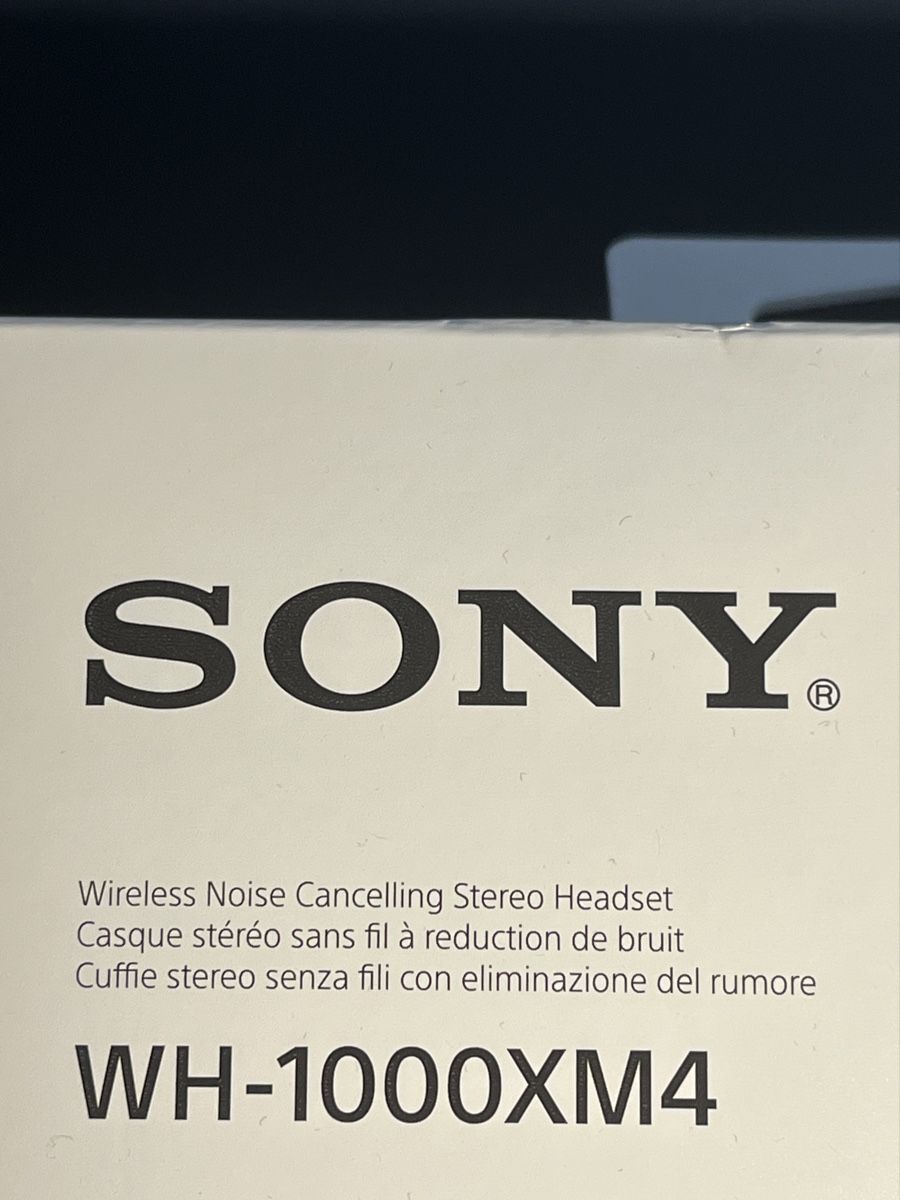 SONY®
Wireless Noise Cancelling Stereo Headset
Casque stéréo sans fil à reduction de bruit
Cuffie stereo senza fili con eliminazione del rumore
WH-1000XM4